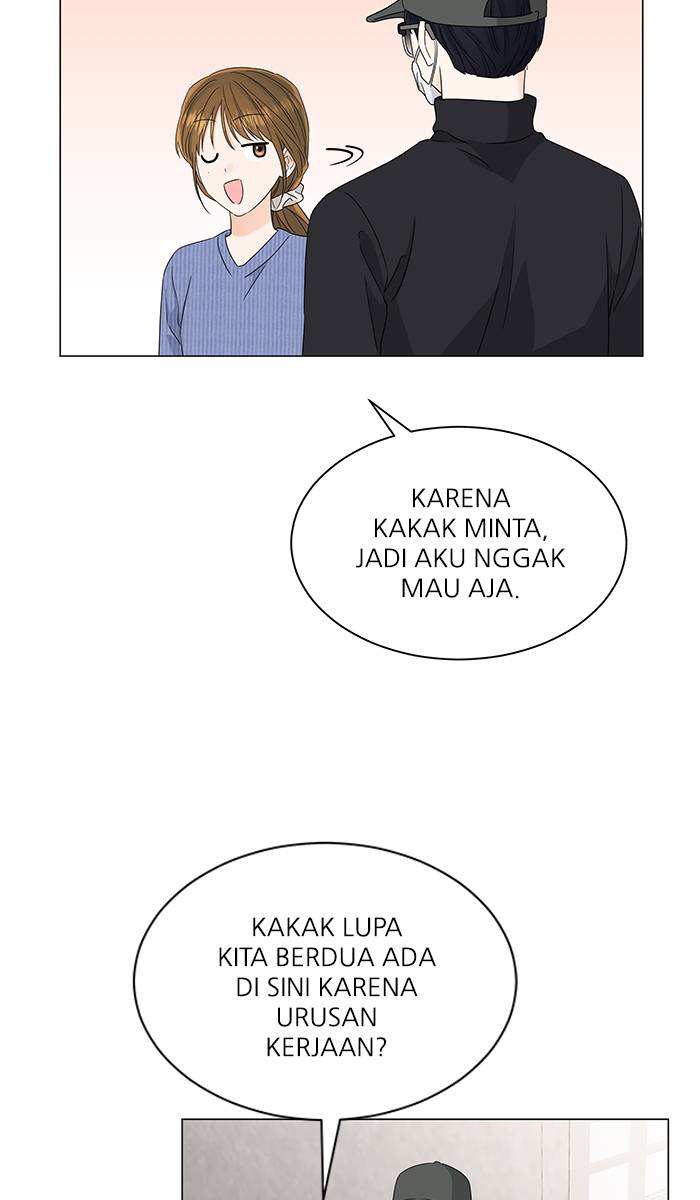 KARENA
KAKAK MINTA,
JADI AKU NGGAK
MAU AJA.
KAKAK LUPA
KITA BERDUA ADA
DI SINI KARENA
URUSAN
KERJAAN?